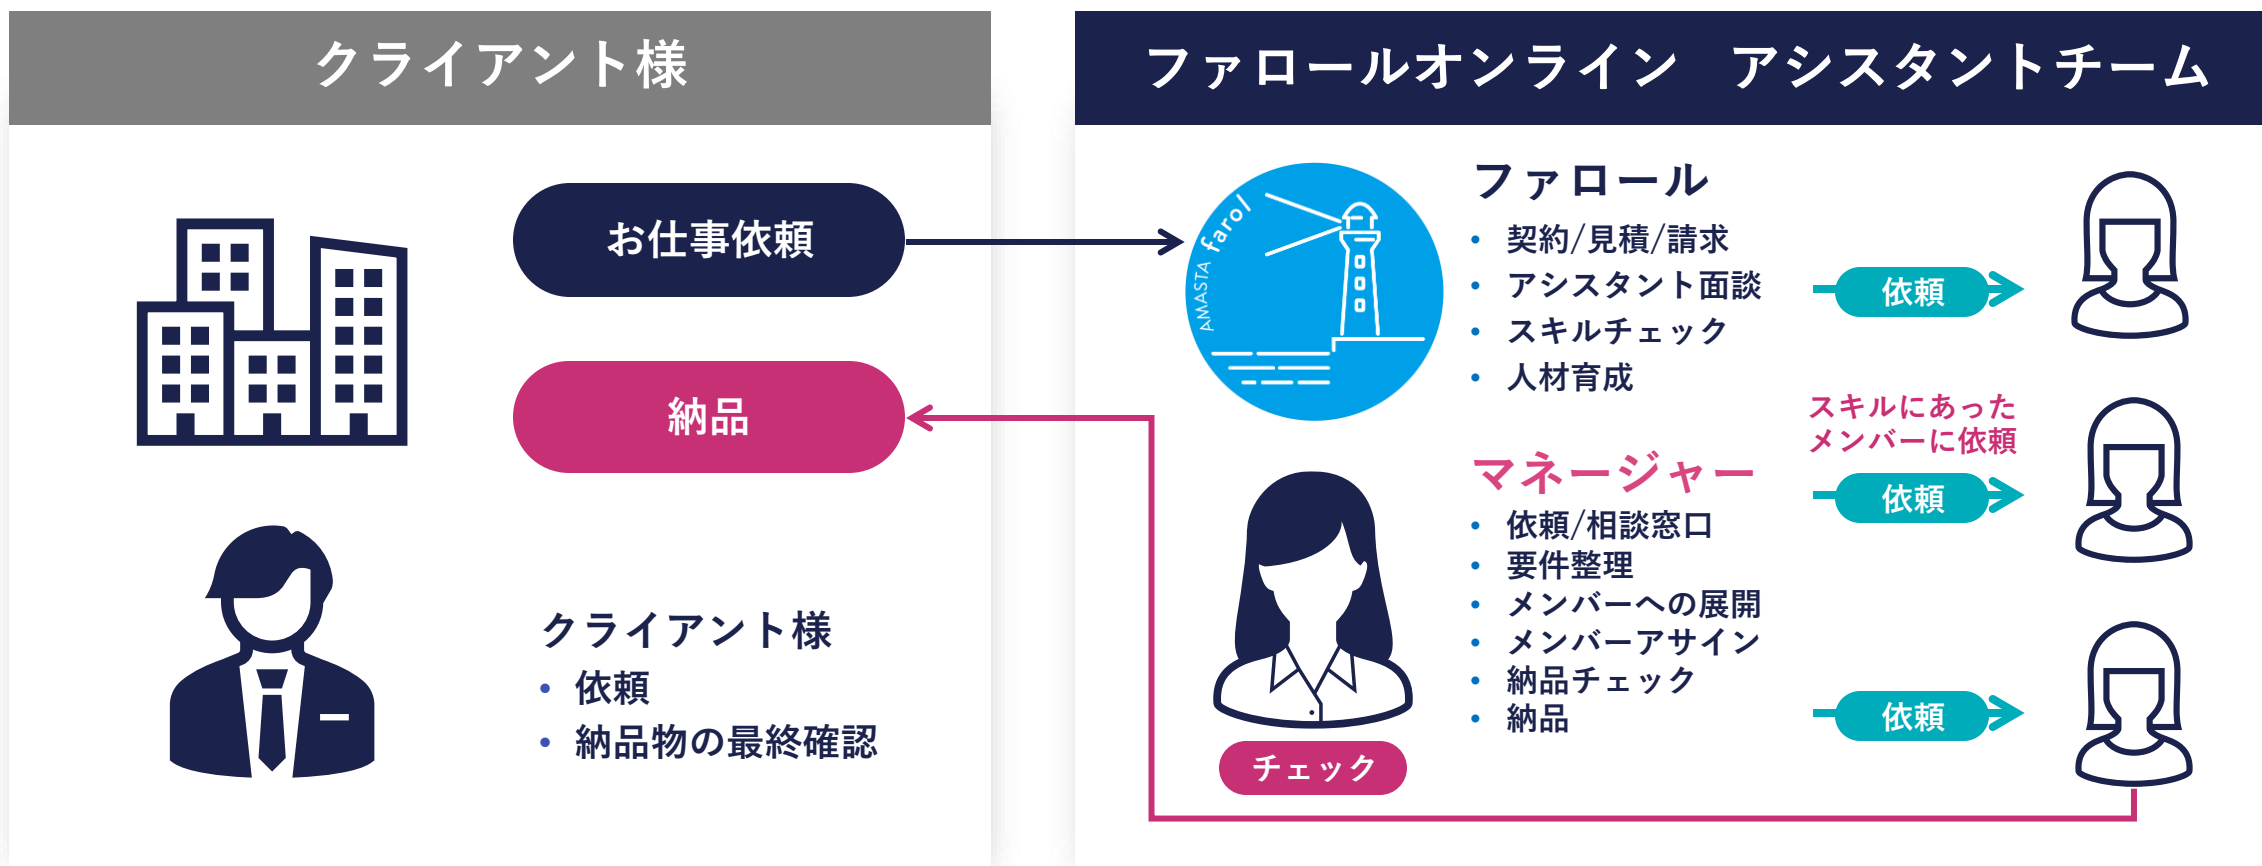 クライアント様
お仕事依頼
納品
クライアント様
• 依頼
• 納品物の最終確認
ファロールオンライン　アシスタントチーム
AMASTA farol
ファロール
• 契約/見積/請求
• アシスタント面談
• スキルチェック
• 人材育成
マネージャー
• 依頼/相談窓口
• 要件整理
• メンバーへの展開
• メンバーアサイン
• 納品チェック
• 納品
チェック
依頼
スキルにあった
メンバーに依頼
依頼
依頼